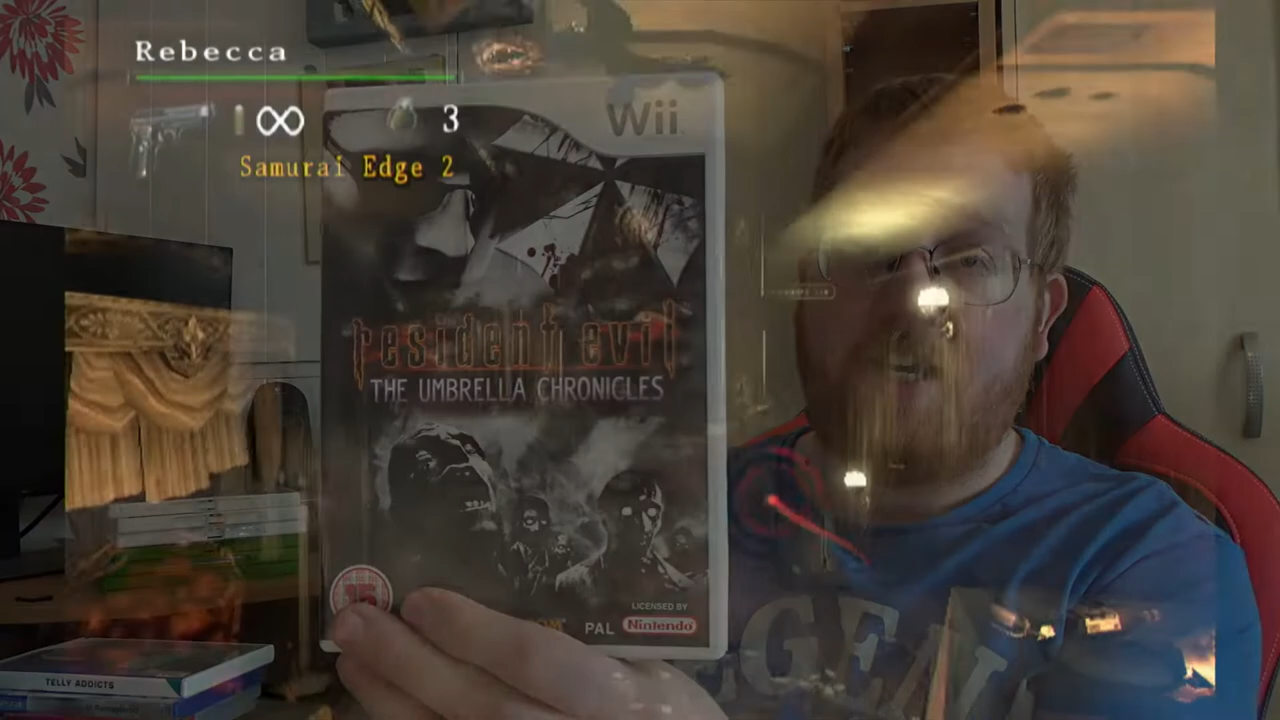 Rebecca
∞ 3
Samurai Edge 2
Wii
resident evil
THE UMBRELLA CHRONICLES
15
LICENSED BY
PAL Nintendo
TELLY ADDICTS